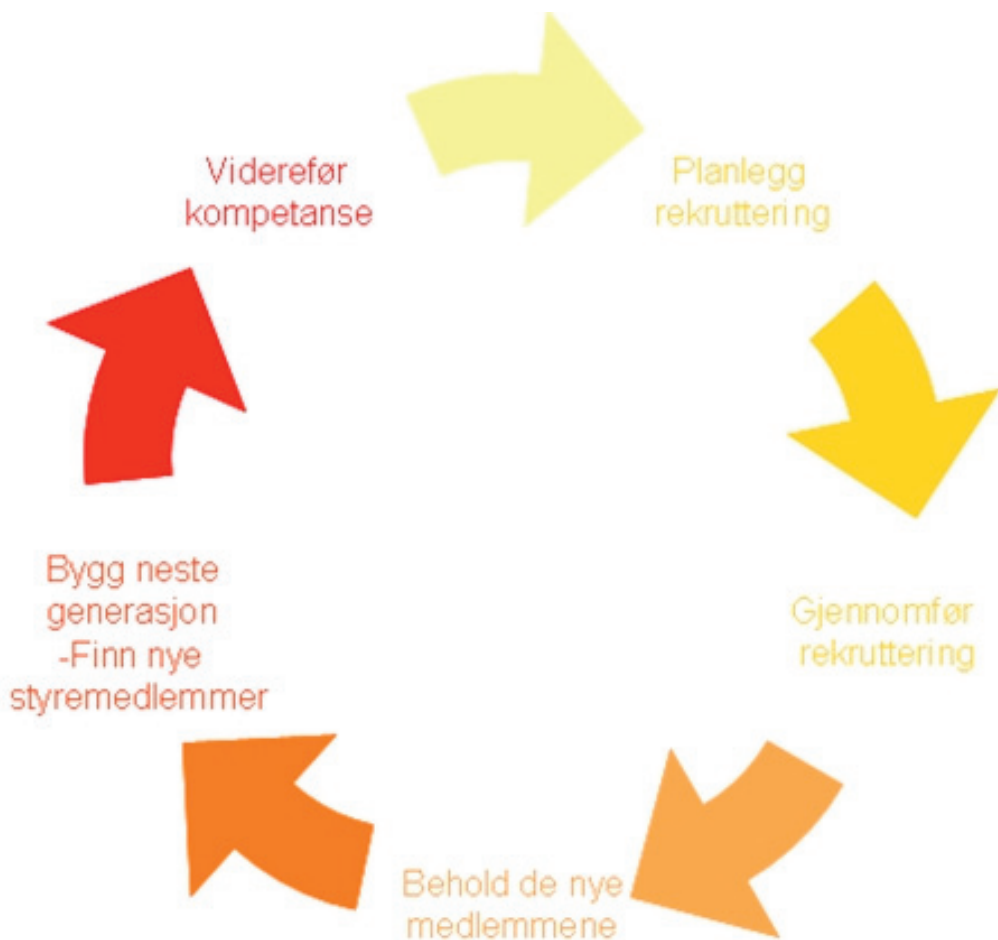 Viderefør
kompetanse
Planlegg
rekruttering
Gjennomfør
rekruttering
Behold de nye
medlemmene
Bygg neste
generasjon
-Finn nye
styremedlemmer